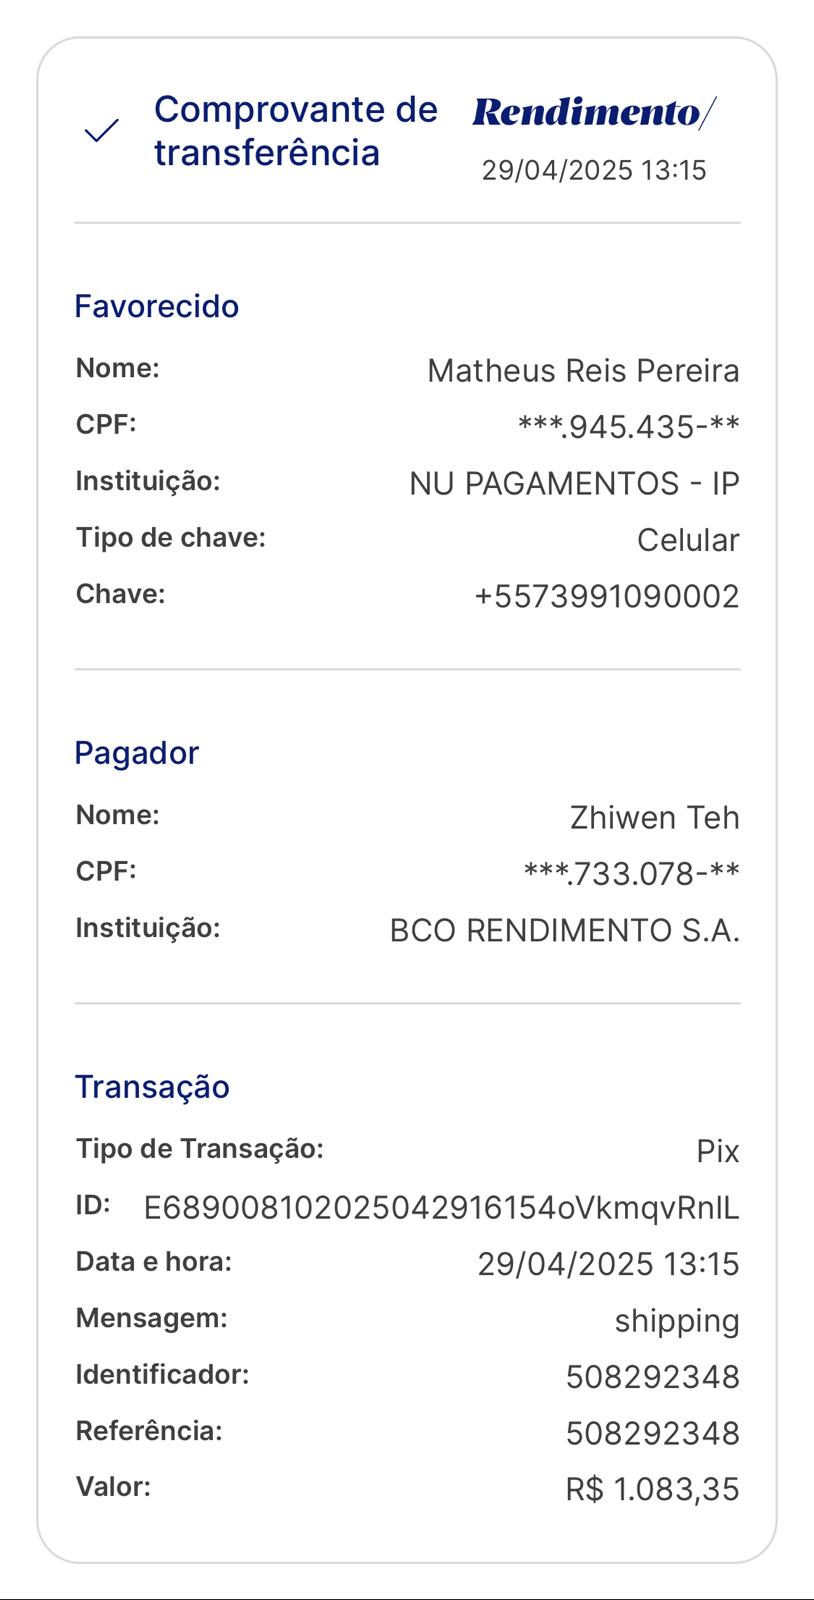 Comprovante de transferência
Rendimento/
29/04/2025 13:15
Favorecido
Nome: Matheus Reis Pereira
CPF: ***.945.435-**
Instituição: NU PAGAMENTOS - IP
Tipo de chave: Celular
Chave: +5573991090002
Pagador
Nome: Zhiwen Teh
CPF: ***.733.078-**
Instituição: BCO RENDIMENTO S.A.
Transação
Tipo de Transação: Pix
ID: E68900810202504291​6154oVkmqvRnIL
Data e hora: 29/04/2025 13:15
Mensagem: shipping
Identificador: 508292348
Referência: 508292348
Valor: R$ 1.083,35